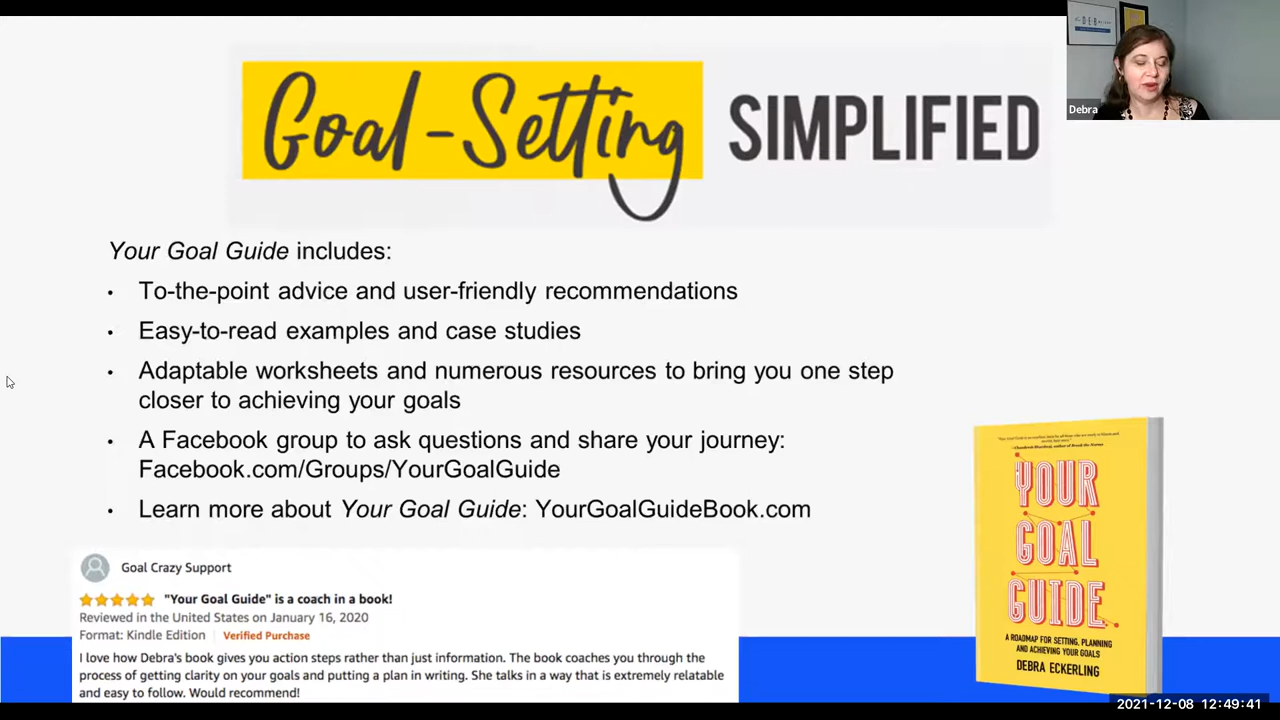 Goal-Setting SIMPLIFIED
Debra
Your Goal Guide includes:
• To-the-point advice and user-friendly recommendations
• Easy-to-read examples and case studies
• Adaptable worksheets and numerous resources to bring you one step
closer to achieving your goals
• A Facebook group to ask questions and share your journey:
Facebook.com/Groups/YourGoalGuide
• Learn more about Your Goal Guide: YourGoalGuideBook.com
Goal Crazy Support
"Your Goal Guide" is a coach in a book!
Reviewed in the United States on January 16, 2020
Format: Kindle Edition | Verified Purchase
I love how Debra's book gives you action steps rather than just information. The book coaches you through the
process of getting clarity on your goals and putting a plan in writing. She talks in a way that is extremely relatable
and easy to follow. Would recommend!
YOUR
GOAL
GUIDE
A ROADMAP FOR SETTING, PLANNING
AND ACHIEVING YOUR GOALS
DEBRA ECKERLING
2021-12-08 12:49:41